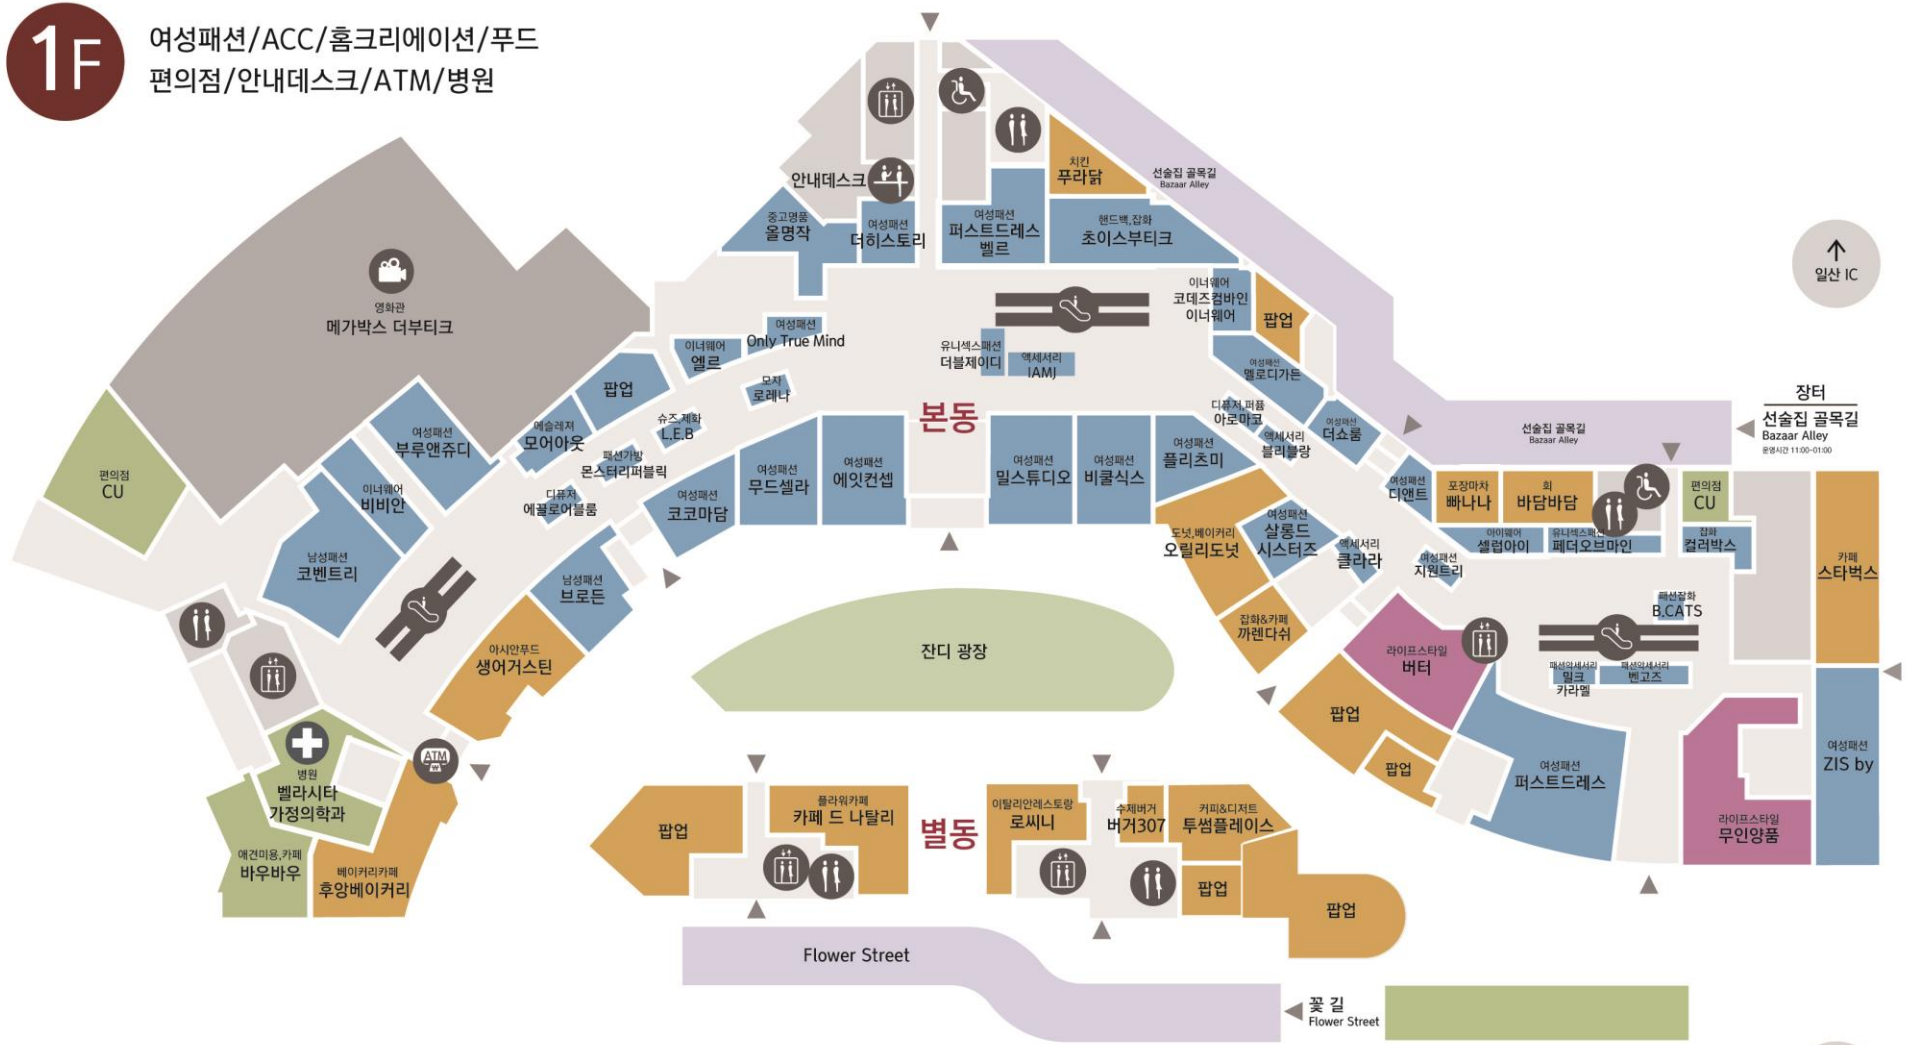 1F
여성패션/ACC/홈크리에이션/푸드
편의점/안내데스크/ATM/병원
안내데스크
치킨
푸라닭
선술집 골목길
Bazaar Alley
중고명품
올명작
여성패션
더히스토리
여성패션
퍼스트드레스
벨르
핸드백,잡화
초이스부티크
일산 IC
영화관
메가박스 더부티크
이너웨어
코데즈컴바인
이너웨어
팝업
이너웨어
엘르
여성패션
Only True Mind
유니섹스패션
더블제이디
액세서리
IAMJ
여성패션
멜로디가든
팝업
모자
로레나
본동
디퓨저,퍼퓸
아로마코
액세서리
블리블랑
여성패션
더쇼룸
장터
선술집 골목길
Bazaar Alley
운영시간 11:00~01:00
선술집 골목길
Bazaar Alley
여성패션
부루앤쥬디
에슬레저
모어아웃
슈즈,제화
L.E.B
패션가방
몬스터리퍼블릭
디퓨저
에끌로어블룸
편의점
CU
이너웨어
비비안
남성패션
코벤트리
여성패션
코코마담
여성패션
무드셀라
여성패션
에잇컨셉
여성패션
밀스튜디오
여성패션
비쿨식스
여성패션
플리츠미
여성패션
디앤트
포장마차
빠나나
회
바담바담
편의점
CU
아이웨어
셀럽아이
유니섹스패션
페더오브마인
잡화
컬러박스
카페
스타벅스
도넛,베이커리
오릴리도넛
여성패션
살롱드
시스터즈
액세서리
클라라
여성패션
지원트리
남성패션
브로든
아시안푸드
생어거스틴
잔디 광장
잡화&카페
까렌다쉬
라이프스타일
버터
패션잡화
B.CATS
패션악세서리
밀크
카라멜
패션악세서리
벤고즈
팝업
팝업
여성패션
퍼스트드레스
여성패션
ZIS by
라이프스타일
무인양품
ATM
병원
벨라시타
가정의학과
애견미용,카페
바우바우
베이커리카페
후앙베이커리
팝업
플라워카페
카페 드 나탈리
별동
이탈리안레스토랑
로씨니
수제버거
버거307
커피&디저트
투썸플레이스
팝업
팝업
Flower Street
꽃 길
Flower Street